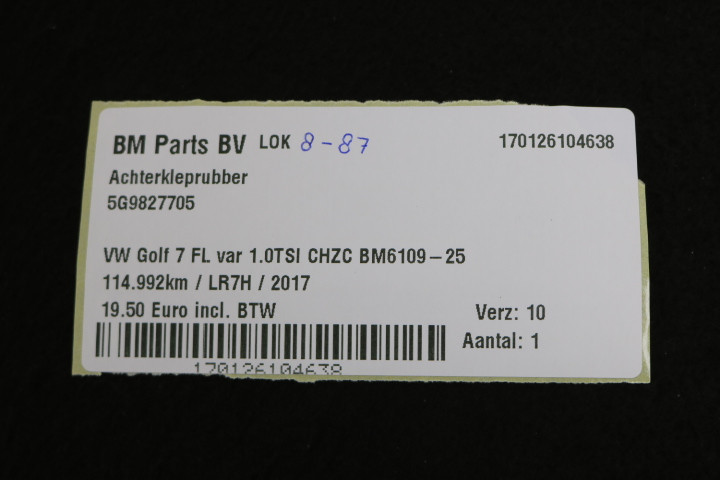 BM Parts BV LOK 8-87 170126104638
Achterkleprubber
5G9827705
VW Golf 7 FL var 1.0TSI CHZC BM6109-25
114.992km / LR7H / 2017
19.50 Euro incl. BTW Verz: 10
Aantal: 1
170126104638